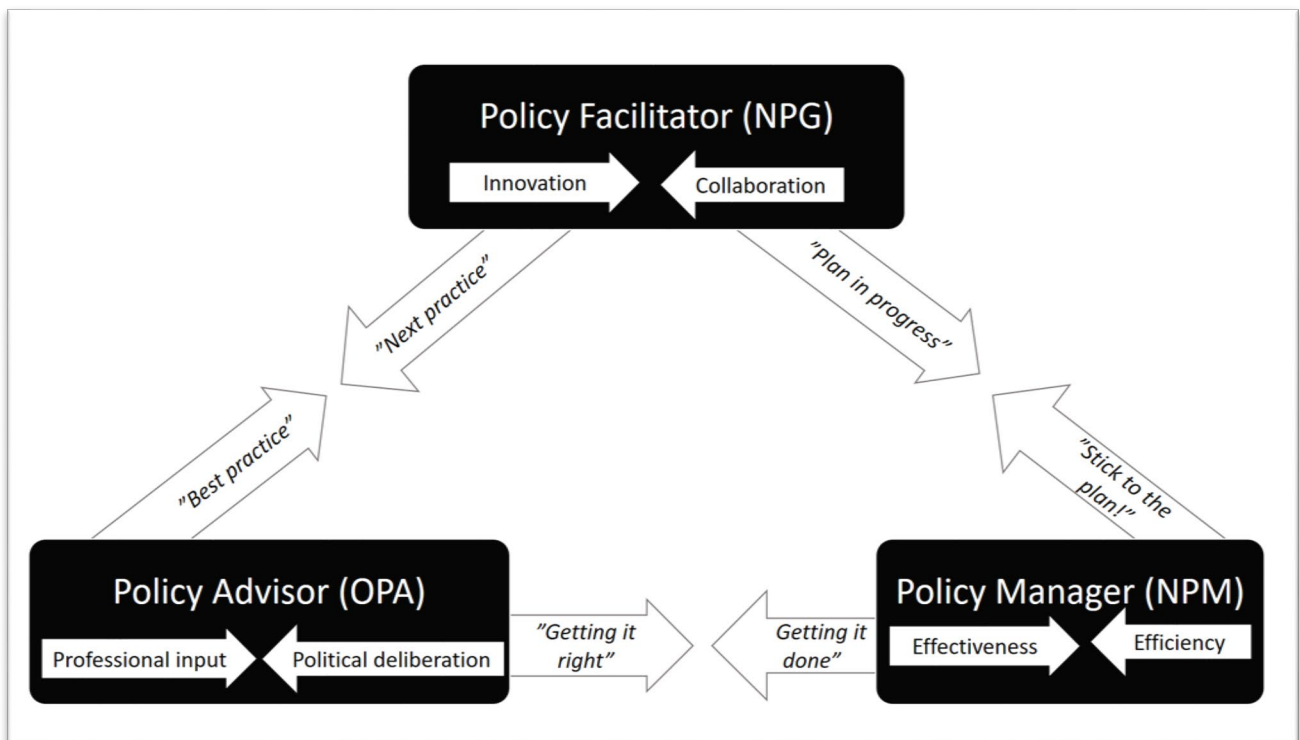 Policy Facilitator (NPG)
Innovation
Collaboration
”Next practice”
”Plan in progress”
”Best practice”
”Stick to the
plan!”
Policy Advisor (OPA)
Professional input
Political deliberation
”Getting it
right”
Getting it
done”
Policy Manager (NPM)
Effectiveness
Efficiency